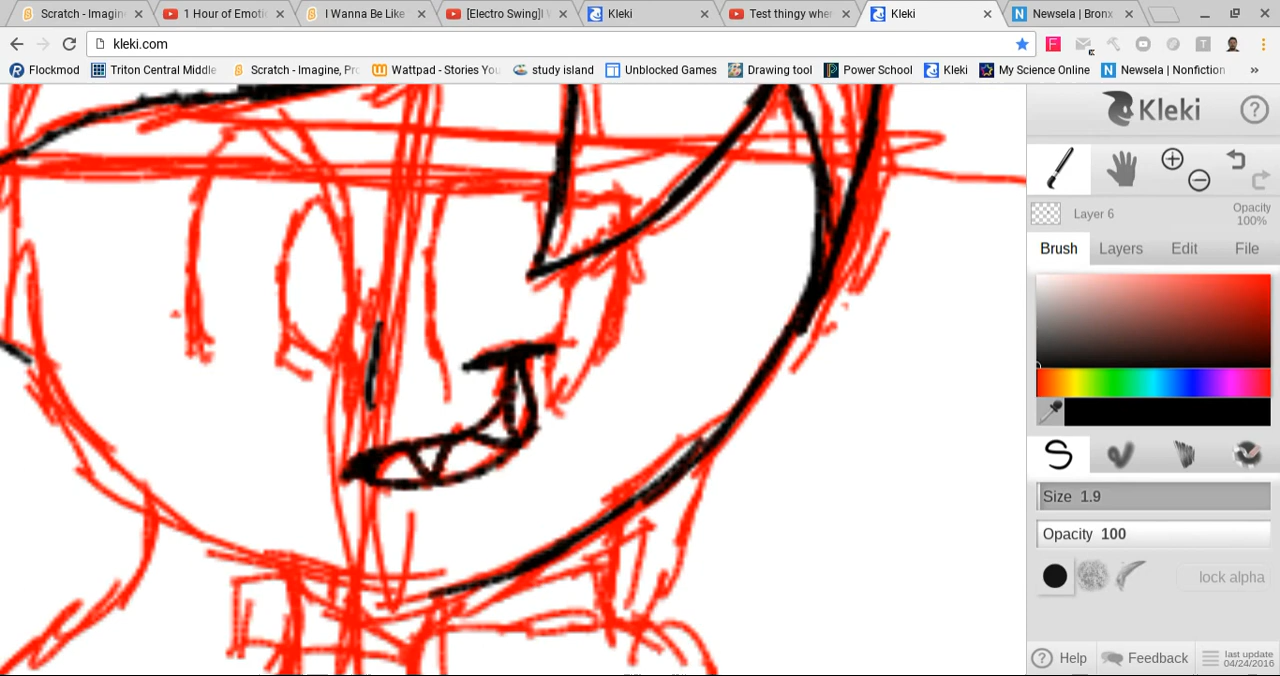 Scratch - Imagin 1 Hour of Emoti I Wanna Be Like [Electro Swing]I W Kleki Test thingy wher Kleki Newsela | Bronx
kleki.com
Flockmod Triton Central Middle Scratch - Imagine, Pro Wattpad - Stories You study island Unblocked Games Drawing tool Power School Kleki My Science Online Newsela | Nonfiction »
Kleki
Layer 6 Opacity 100%
Brush Layers Edit File
Size 1.9
Opacity 100
lock alpha
Help Feedback last update 04/24/2016